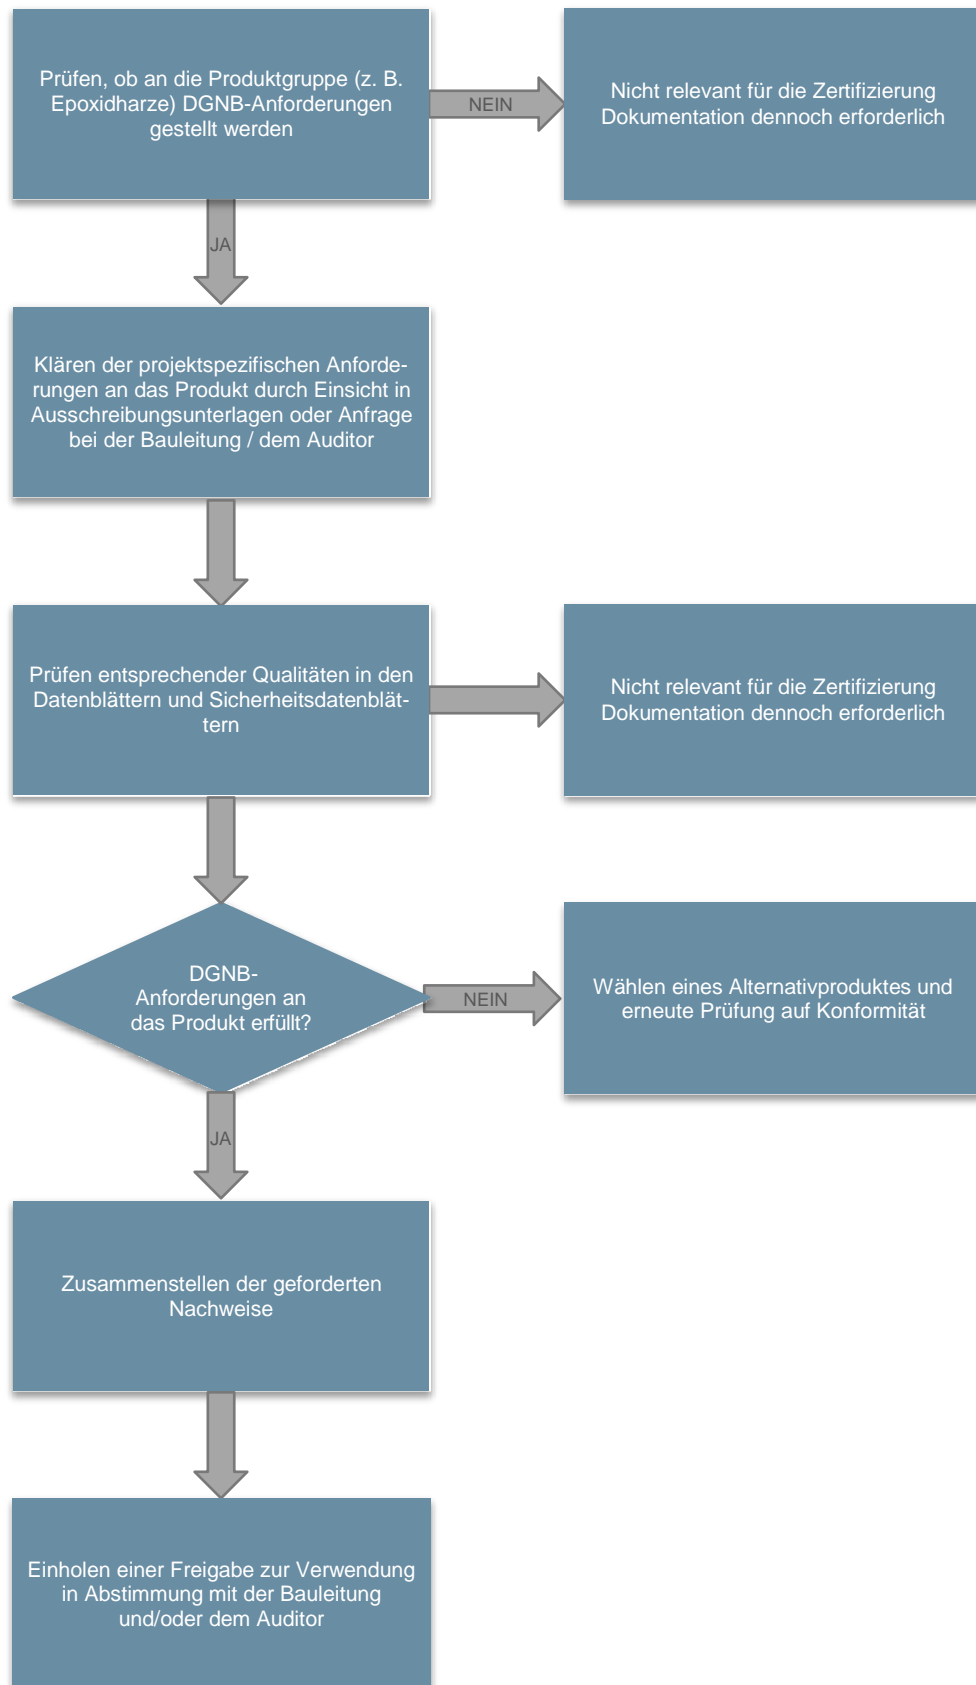 Prüfen, ob an die Produktgruppe (z. B.
Epoxidharze) DGNB-Anforderungen
gestellt werden
NEIN
Nicht relevant für die Zertifizierung
Dokumentation dennoch erforderlich
JA
Klären der projektspezifischen Anforde-
rungen an das Produkt durch Einsicht in
Ausschreibungsunterlagen oder Anfrage
bei der Bauleitung / dem Auditor
Prüfen entsprechender Qualitäten in den
Datenblättern und Sicherheitsdatenblät-
tern
Nicht relevant für die Zertifizierung
Dokumentation dennoch erforderlich
DGNB-
Anforderungen an
das Produkt erfüllt?
NEIN
Wählen eines Alternativproduktes und
erneute Prüfung auf Konformität
JA
Zusammenstellen der geforderten
Nachweise
Einholen einer Freigabe zur Verwendung
in Abstimmung mit der Bauleitung
und/oder dem Auditor